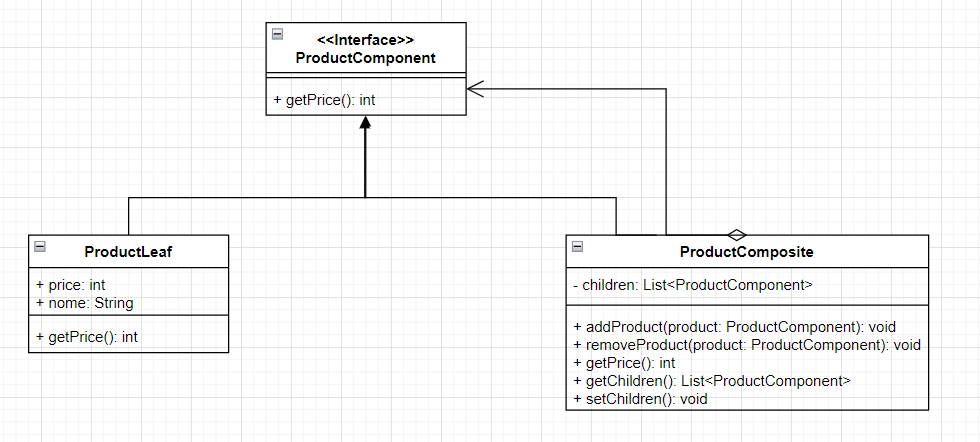 <<Interface>>
ProductComponent
+ getPrice(): int
ProductLeaf
+ price: int
+ nome: String
+ getPrice(): int
ProductComposite
- children: List<ProductComponent>
+ addProduct(product: ProductComponent): void
+ removeProduct(product: ProductComponent): void
+ getPrice(): int
+ getChildren(): List<ProductComponent>
+ setChildren(): void